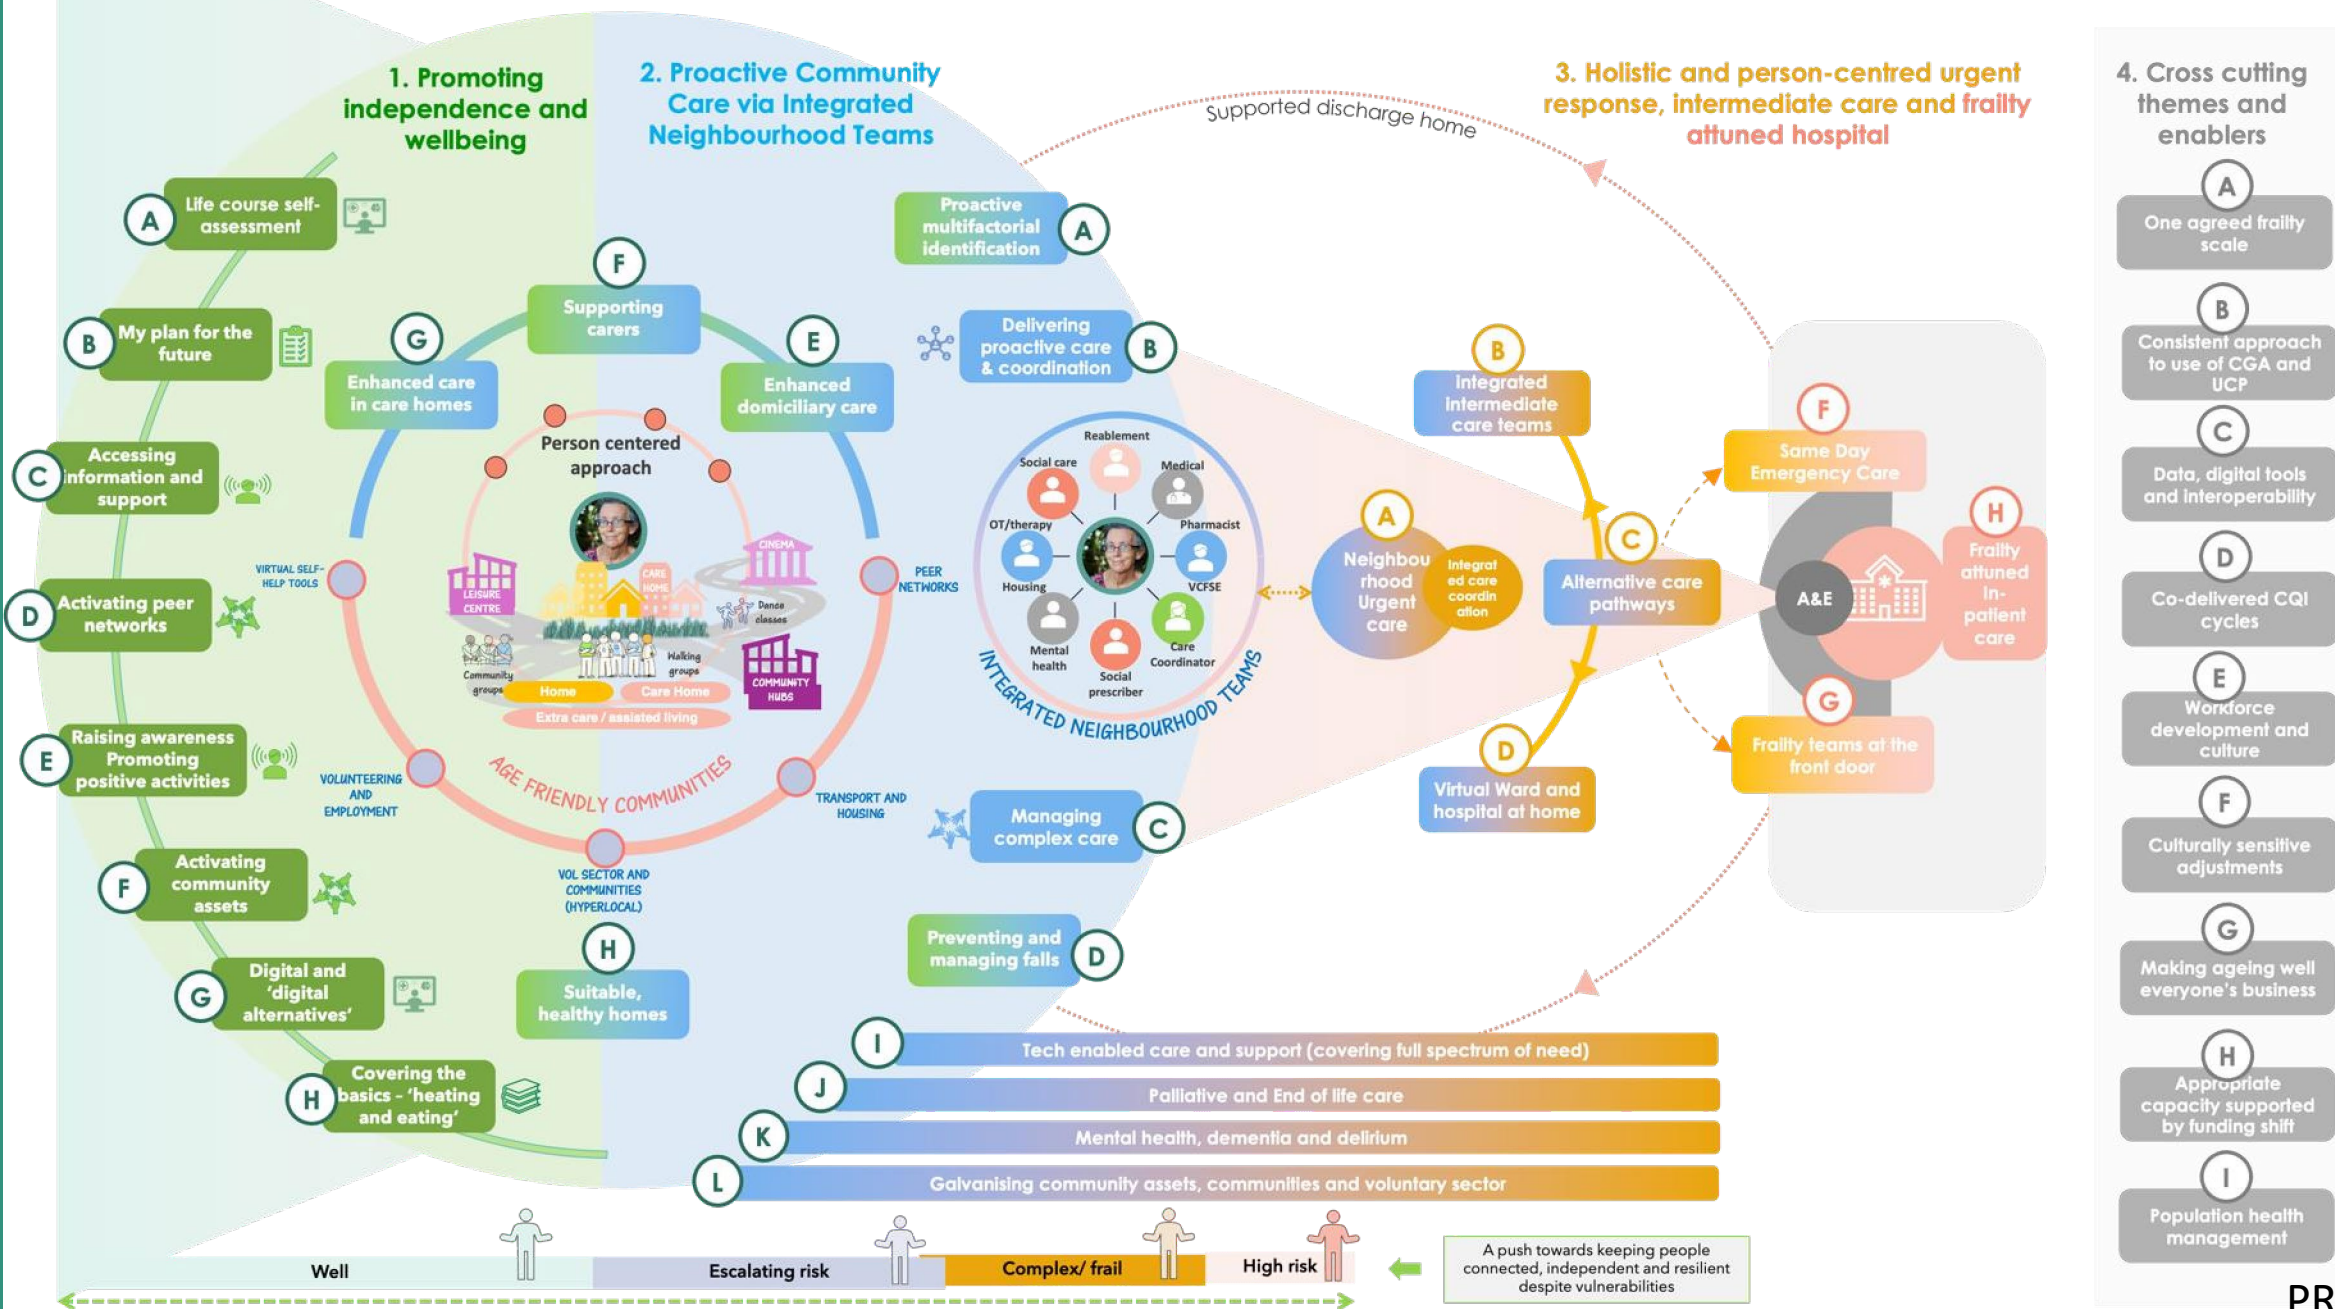 1. Promoting
independence and
wellbeing
A
Life course self-
assessment
B
My plan for the
future
C
Accessing
information and
support
D
Activating peer
networks
E
Raising awareness
Promoting
positive activities
F
Activating
community
assets
G
Digital and
'digital
alternatives'
H
Covering the
basics - 'heating
and eating'
2. Proactive Community
Care via Integrated
Neighbourhood Teams
A
Proactive
multifactorial
identification
B
Delivering
proactive care
& coordination
C
Managing
complex care
D
Preventing and
managing falls
E
Enhanced
domiciliary care
F
Supporting
carers
G
Enhanced care
in care homes
H
Suitable,
healthy homes
Person centered
approach
CINEMA
LEISURE
CENTRE
CARE
HOME
Dance
classes
Walking
groups
Community
groups
COMMUNITY
HUBS
Home
Care Home
Extra care / assisted living
AGE FRIENDLY COMMUNITIES
VIRTUAL SELF-
HELP TOOLS
PEER
NETWORKS
VOLUNTEERING
AND
EMPLOYMENT
TRANSPORT AND
HOUSING
VOL SECTOR AND
COMMUNITIES
(HYPERLOCAL)
Reablement
Social care
Medical
OT/therapy
Pharmacist
Housing
VCFSE
Mental
health
Care
Coordinator
Social
prescriber
INTEGRATED NEIGHBOURHOOD TEAMS
I
Tech enabled care and support (covering full spectrum of need)
J
Palliative and End of life care
K
Mental health, dementia and delirium
L
Galvanising community assets, communities and voluntary sector
3. Holistic and person-centred urgent
response, intermediate care and frailty
attuned hospital
Supported discharge home
A
Neighbou
rhood
Urgent
care
Integrat
ed care
coordin
ation
B
Integrated
Intermediate
care teams
C
Alternative care
pathways
D
Virtual Ward and
hospital at home
F
Same Day
Emergency Care
A&E
G
Frailty teams at the
front door
H
Frailty
attuned
In-
patient
care
4. Cross cutting
themes and
enablers
A
One agreed frailty
scale
B
Consistent approach
to use of CGA and
UCP
C
Data, digital tools
and interoperability
D
Co-delivered CQI
cycles
E
Workforce
development and
culture
F
Culturally sensitive
adjustments
G
Making ageing well
everyone's business
H
Appropriate
capacity supported
by funding shift
I
Population health
management
Well
Escalating risk
Complex/ frail
High risk
A push towards keeping people
connected, independent and resilient
despite vulnerabilities
PR